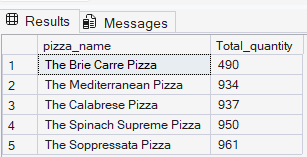 Results Messages
pizza_name Total_quantity
1 The Brie Carre Pizza 490
2 The Mediterranean Pizza 934
3 The Calabrese Pizza 937
4 The Spinach Supreme Pizza 950
5 The Soppressata Pizza 961